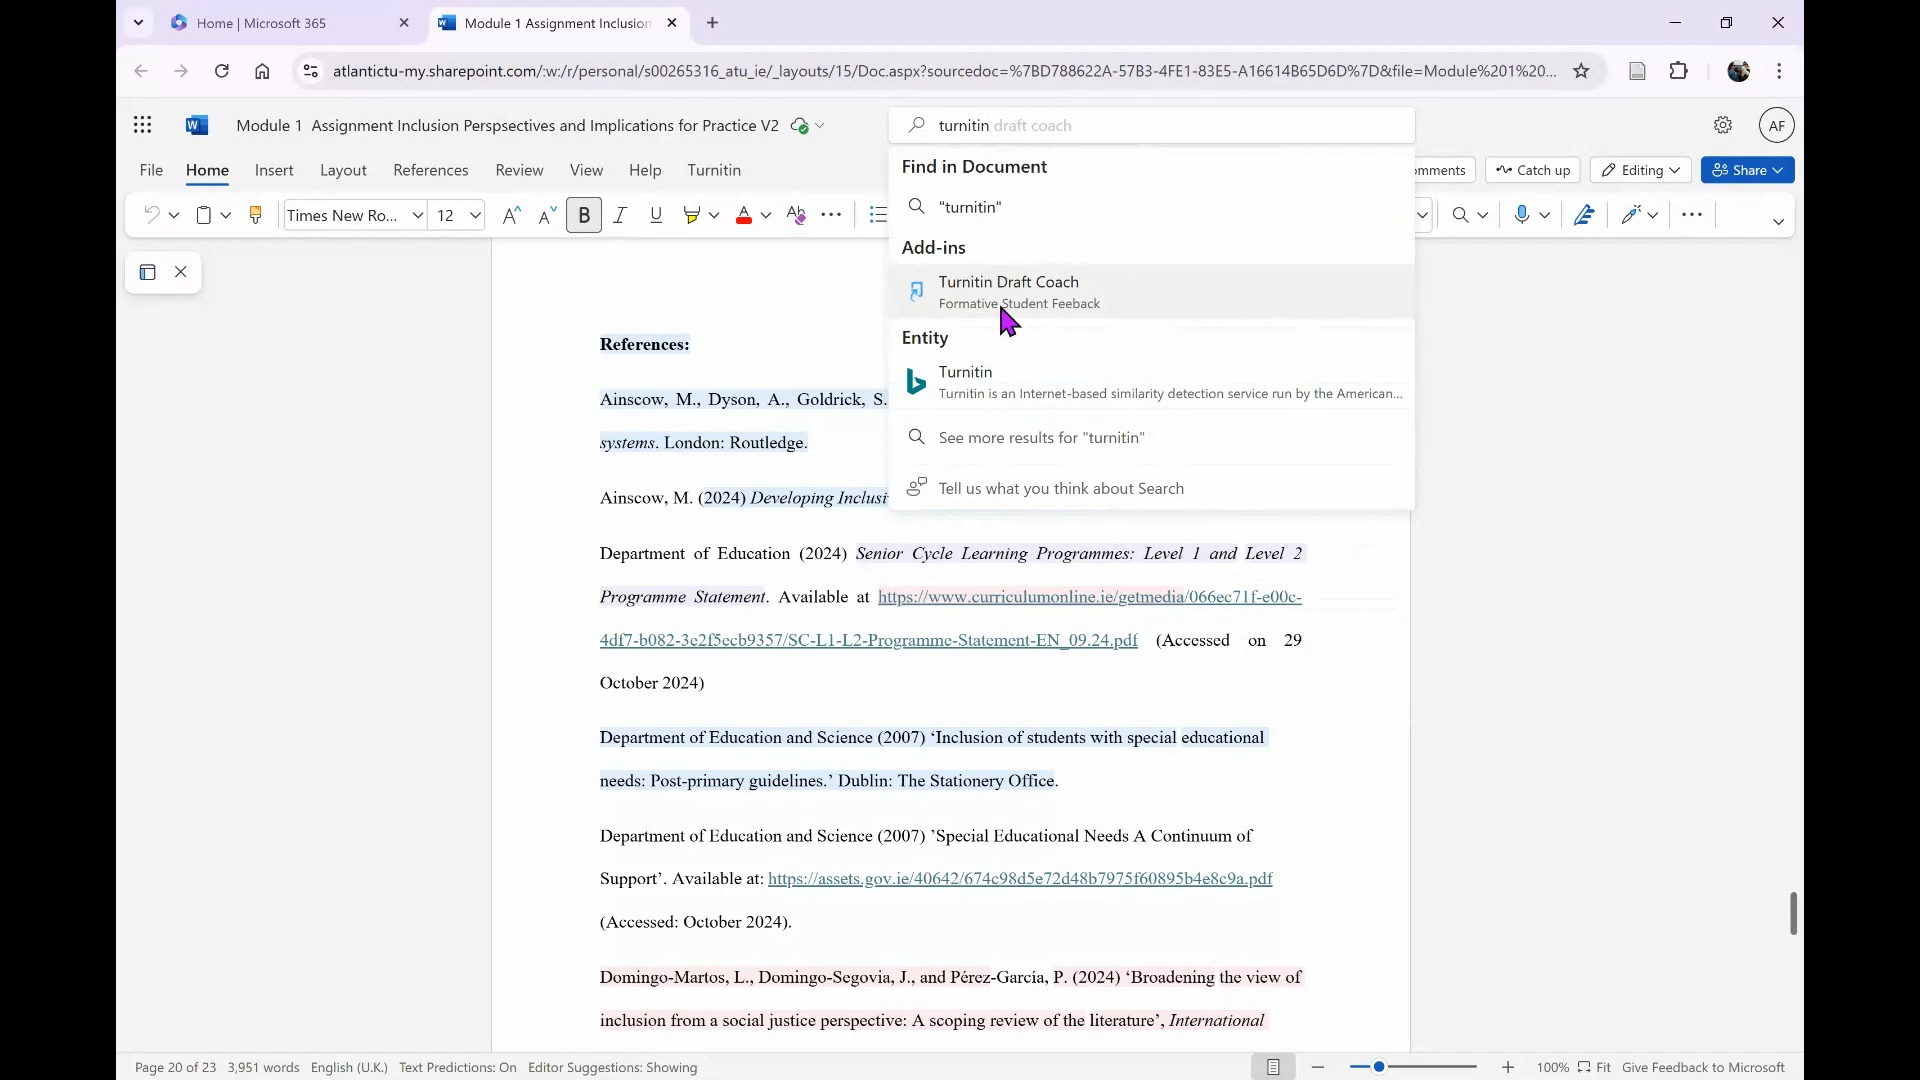 Home | Microsoft 365
Module 1 Assignment Inclusion
atlantictu-my.sharepoint.com/:w:/r/personal/s00265316_atu_ie/_layouts/15/Doc.aspx?sourcedoc=%7BD788622A-57B3-4FE1-83E5-A16614B65D6D%7D&file=Module%201%20...
W Module 1 Assignment Inclusion Perspsectives and Implications for Practice V2
turnitin draft coach
AF
File Home Insert Layout References Review View Help Turnitin
omments Catch up Editing Share
Times New Ro... 12 A A B I U A
Find in Document
"turnitin"
Add-ins
Turnitin Draft Coach
Formative Student Feeback
Entity
Turnitin
Turnitin is an Internet-based similarity detection service run by the American...
See more results for "turnitin"
Tell us what you think about Search
References:
Ainscow, M., Dyson, A., Goldrick, S.
systems. London: Routledge.
Ainscow, M. (2024) Developing Inclusi
Department of Education (2024) Senior Cycle Learning Programmes: Level 1 and Level 2
Programme Statement. Available at https://www.curriculumonline.ie/getmedia/066ec71f-e00c-
4df7-b082-3e2f5ecb9357/SC-L1-L2-Programme-Statement-EN_09.24.pdf (Accessed on 29
October 2024)
Department of Education and Science (2007) ‘Inclusion of students with special educational
needs: Post-primary guidelines.’ Dublin: The Stationery Office.
Department of Education and Science (2007) ’Special Educational Needs A Continuum of
Support’. Available at: https://assets.gov.ie/40642/674c98d5e72d48b7975f60895b4e8c9a.pdf
(Accessed: October 2024).
Domingo-Martos, L., Domingo-Segovia, J., and Pérez-García, P. (2024) ‘Broadening the view of
inclusion from a social justice perspective: A scoping review of the literature’, International
Page 20 of 23 3,951 words English (U.K.) Text Predictions: On Editor Suggestions: Showing 100% Fit Give Feedback to Microsoft